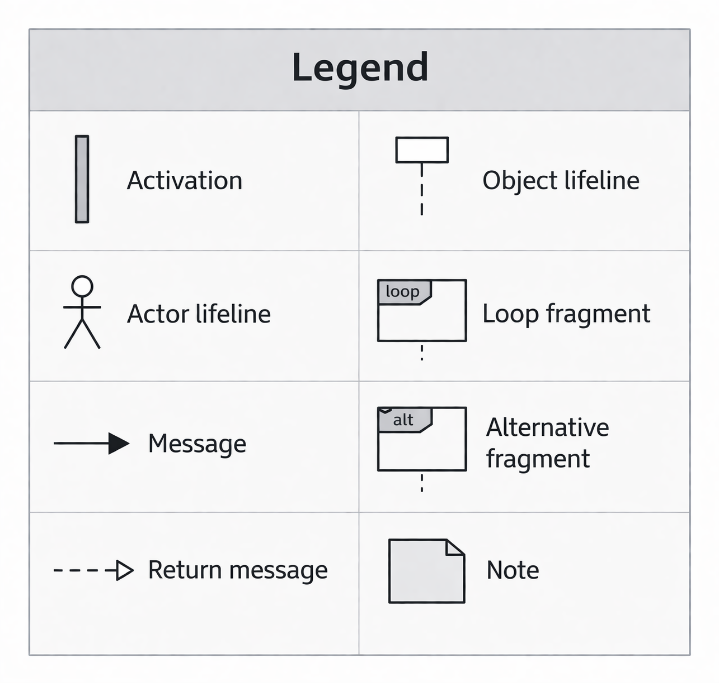 Legend
Activation
Object lifeline
Actor lifeline
loop
Loop fragment
Message
alt
Alternative
fragment
Return message
Note